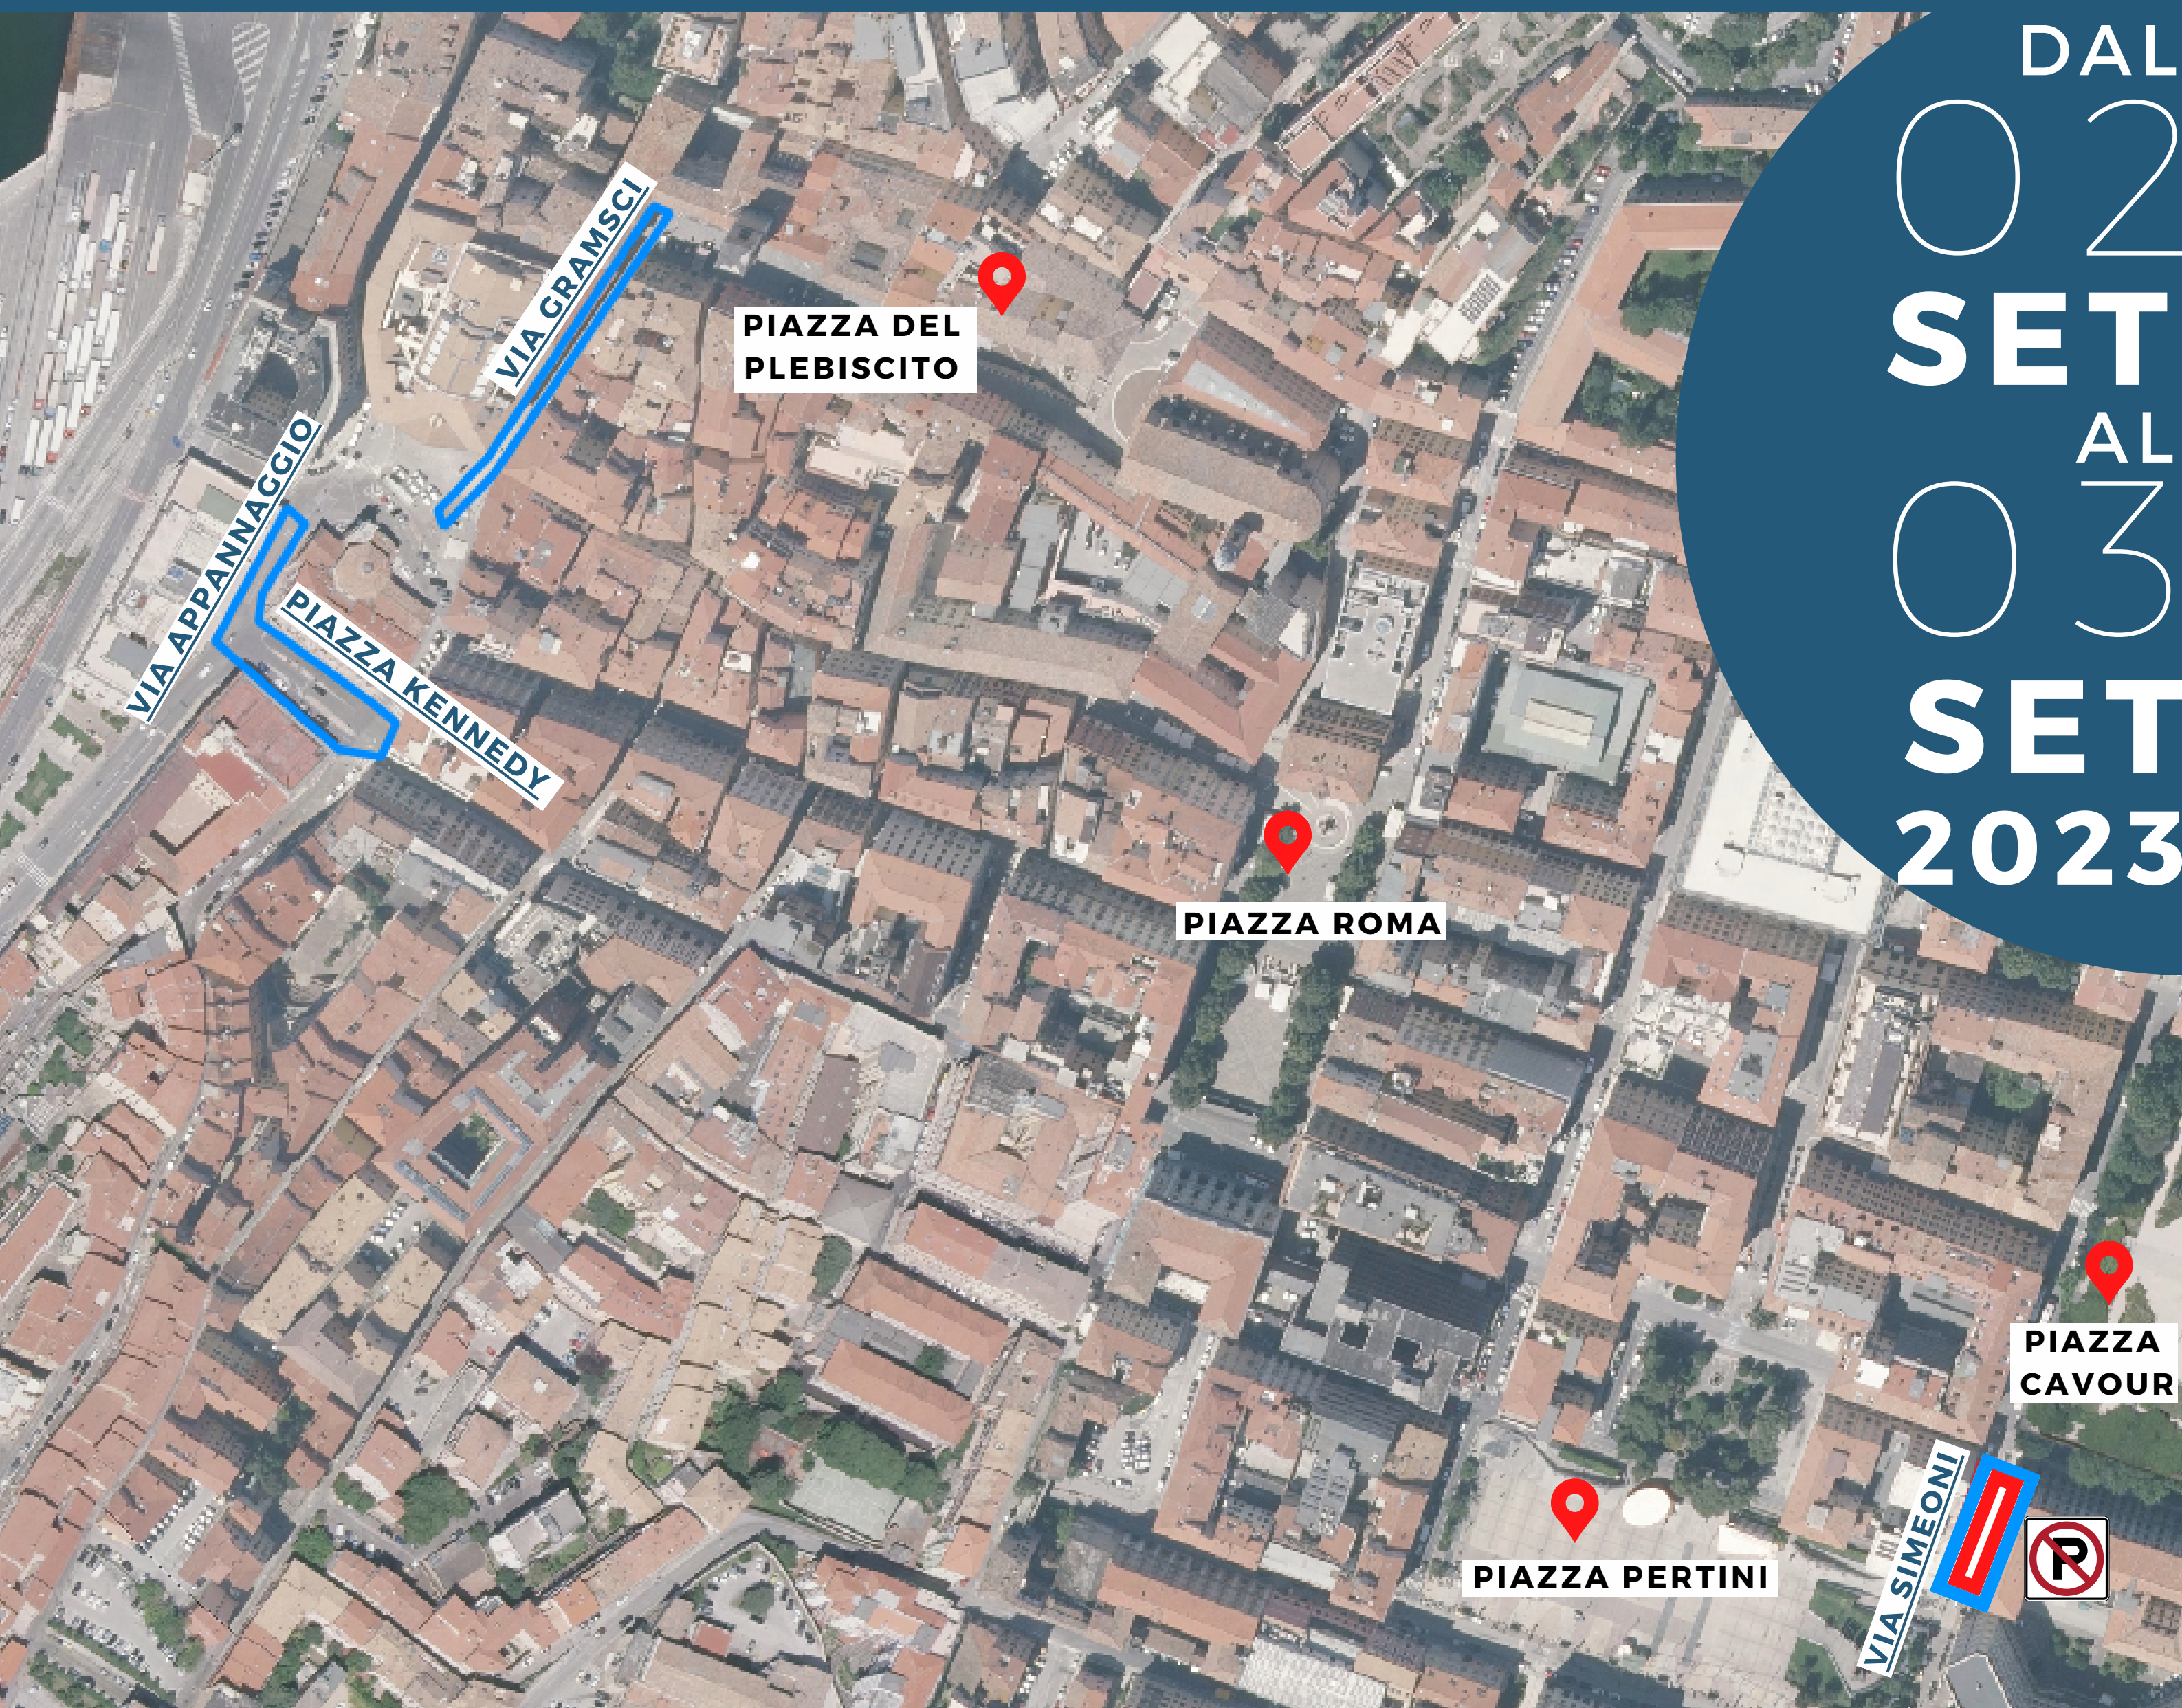 DAL
02
SET
AL
03
SET
2023
VIA GRAMSCI
PIAZZA DEL
PLEBISCITO
VIA APPANNAGGIO
PIAZZA KENNEDY
PIAZZA ROMA
PIAZZA
CAVOUR
VIA SIMEONI
P
PIAZZA PERTINI